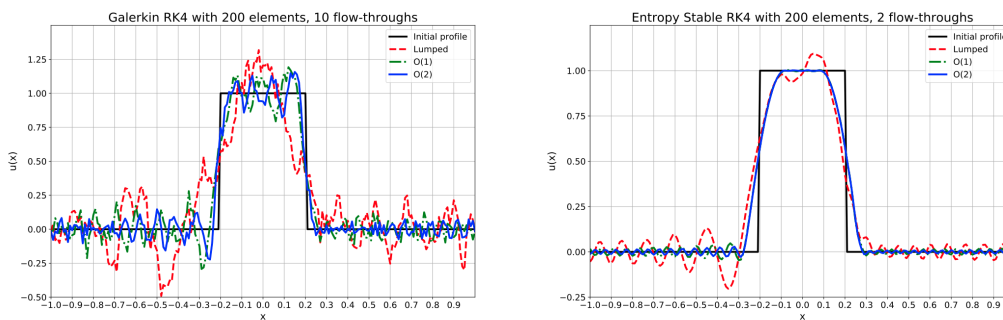 Galerkin RK4 with 200 elements, 10 flow-throughs
Initial profile
Lumped
O(1)
O(2)
1.25
1.00
0.75
0.50
0.25
0.00
−0.25
−0.50
u(x)
-1.0-0.9-0.8-0.7-0.6-0.5-0.4-0.3-0.2-0.1 0.0 0.1 0.2 0.3 0.4 0.5 0.6 0.7 0.8 0.9
x
Entropy Stable RK4 with 200 elements, 2 flow-throughs
Initial profile
Lumped
O(1)
O(2)
1.00
0.75
0.50
0.25
0.00
−0.25
u(x)
-1.0-0.9-0.8-0.7-0.6-0.5-0.4-0.3-0.2-0.1 0.0 0.1 0.2 0.3 0.4 0.5 0.6 0.7 0.8 0.9
x